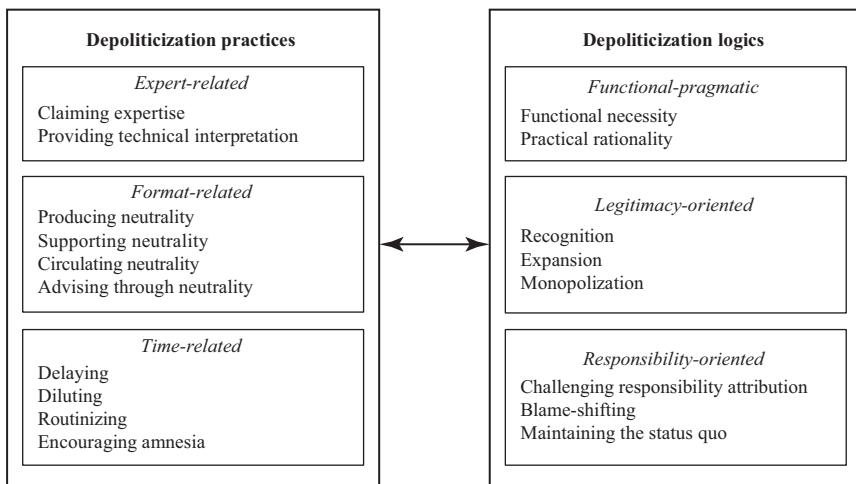 Depoliticization practices
Expert-related
Claiming expertise
Providing technical interpretation
Format-related
Producing neutrality
Supporting neutrality
Circulating neutrality
Advising through neutrality
Time-related
Delaying
Diluting
Routinizing
Encouraging amnesia
Depoliticization logics
Functional-pragmatic
Functional necessity
Practical rationality
Legitimacy-oriented
Recognition
Expansion
Monopolization
Responsibility-oriented
Challenging responsibility attribution
Blame-shifting
Maintaining the status quo